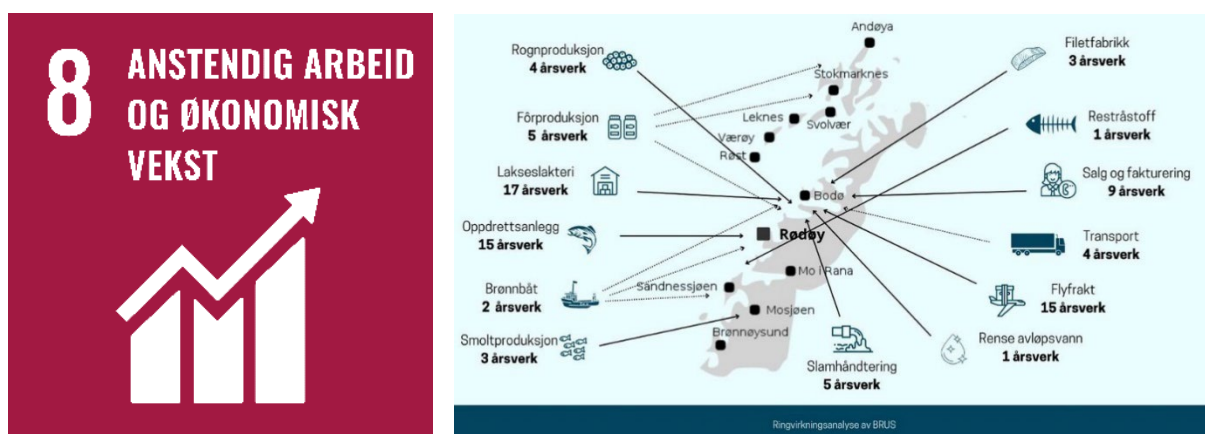 8
ANSTENDIG ARBEID
OG ØKONOMISK
VEKST
Rognproduksjon
4 årsverk
Fôrproduksjon
5 årsverk
Lakseslakteri
17 årsverk
Oppdrettsanlegg
15 årsverk
Brønnbåt
2 årsverk
Smoltproduksjon
3 årsverk
Andøya
Stokmarknes
Leknes
Svolvær
Værøy
Røst
Bodø
Rødøy
Mo I Rana
Sandnessjøen
Mosjøen
Brønnøysund
Slamhåndtering
5 årsverk
Filetfabrikk
3 årsverk
Restråstoff
1 årsverk
Salg og fakturering
9 årsverk
Transport
4 årsverk
Flyfrakt
15 årsverk
Rense avløpsvann
1 årsverk
Ringvirkningsanalyse av BRUS